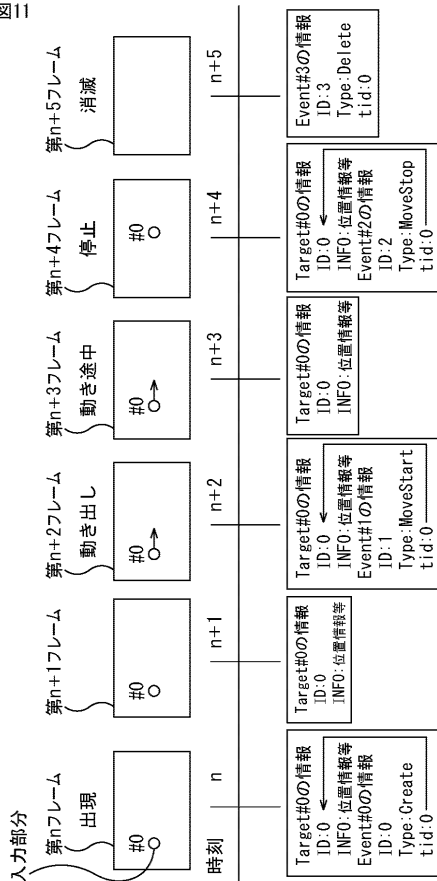 図11
入力部分
第nフレーム
出現
#0
第n+1フレーム
#0
第n+2フレーム
動き出し
#0
第n+3フレーム
動き途中
#0
第n+4フレーム
停止
#0
第n+5フレーム
消滅
時刻
n
n+1
n+2
n+3
n+4
n+5
Target#0の情報
ID:0
INFO:位置情報等
Event#0の情報
ID:0
Type:Create
tid:0
Target#0の情報
ID:0
INFO:位置情報等
Target#0の情報
ID:0
INFO:位置情報等
Event#1の情報
ID:1
Type:MoveStart
tid:0
Target#0の情報
ID:0
INFO:位置情報等
Target#0の情報
ID:0
INFO:位置情報等
Event#2の情報
ID:2
Type:MoveStop
tid:0
Event#3の情報
ID:3
Type:Delete
tid:0